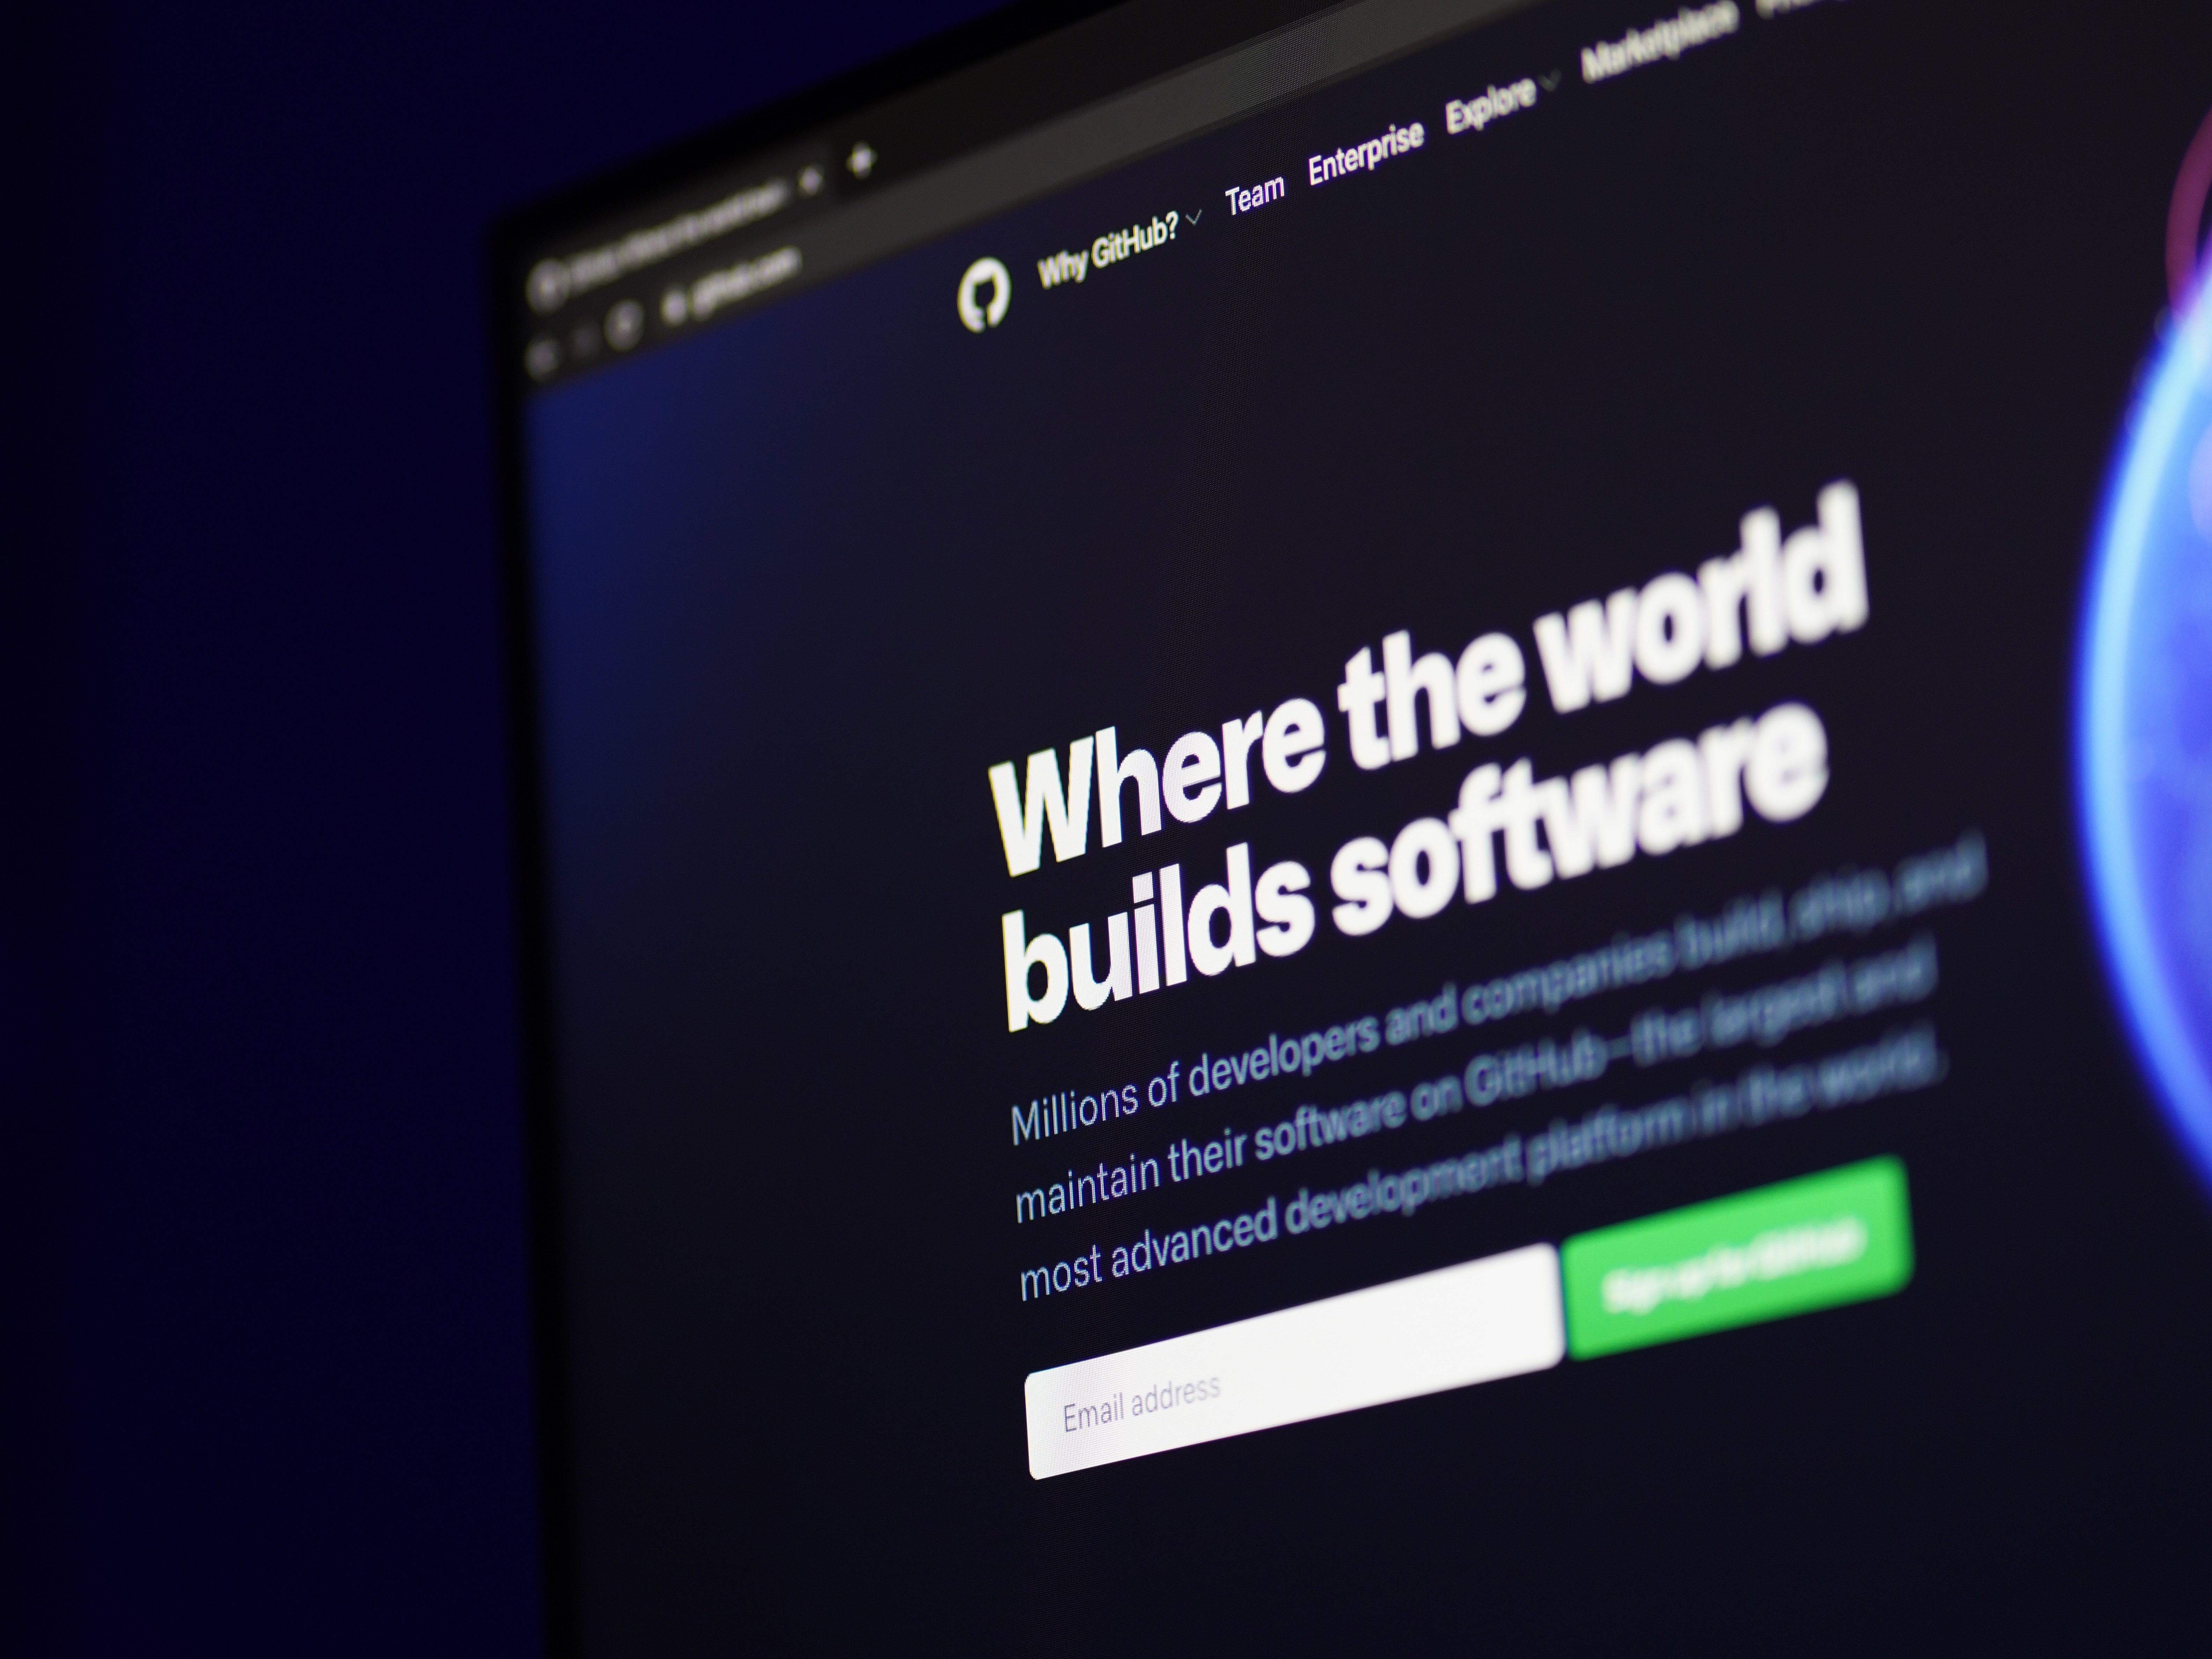 github.com
Why GitHub? Team Enterprise Explore Marketplace
Where the world
builds software
Millions of developers and companies build, ship, and
maintain their software on GitHub—the largest and
most advanced development platform in the world.
Email address
Sign up for GitHub